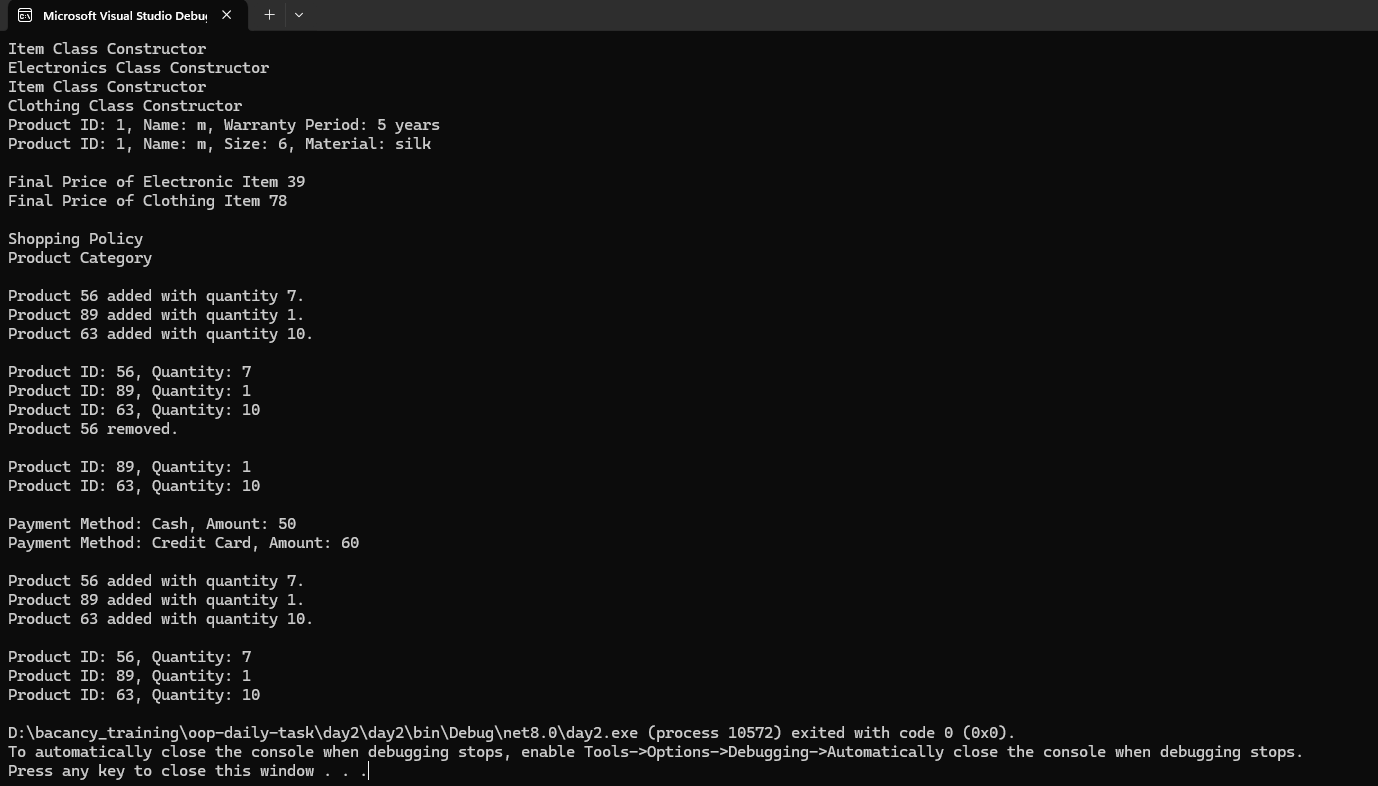 Microsoft Visual Studio Debug
Item Class Constructor
Electronics Class Constructor
Item Class Constructor
Clothing Class Constructor
Product ID: 1, Name: m, Warranty Period: 5 years
Product ID: 1, Name: m, Size: 6, Material: silk
Final Price of Electronic Item 39
Final Price of Clothing Item 78
Shopping Policy
Product Category
Product 56 added with quantity 7.
Product 89 added with quantity 1.
Product 63 added with quantity 10.
Product ID: 56, Quantity: 7
Product ID: 89, Quantity: 1
Product ID: 63, Quantity: 10
Product 56 removed.
Product ID: 89, Quantity: 1
Product ID: 63, Quantity: 10
Payment Method: Cash, Amount: 50
Payment Method: Credit Card, Amount: 60
Product 56 added with quantity 7.
Product 89 added with quantity 1.
Product 63 added with quantity 10.
Product ID: 56, Quantity: 7
Product ID: 89, Quantity: 1
Product ID: 63, Quantity: 10
D:\bacancy_training\oop-daily-task\day2\day2\bin\Debug\net8.0\day2.exe (process 10572) exited with code 0 (0x0).
To automatically close the console when debugging stops, enable Tools->Options->Debugging->Automatically close the console when debugging stops.
Press any key to close this window . . .